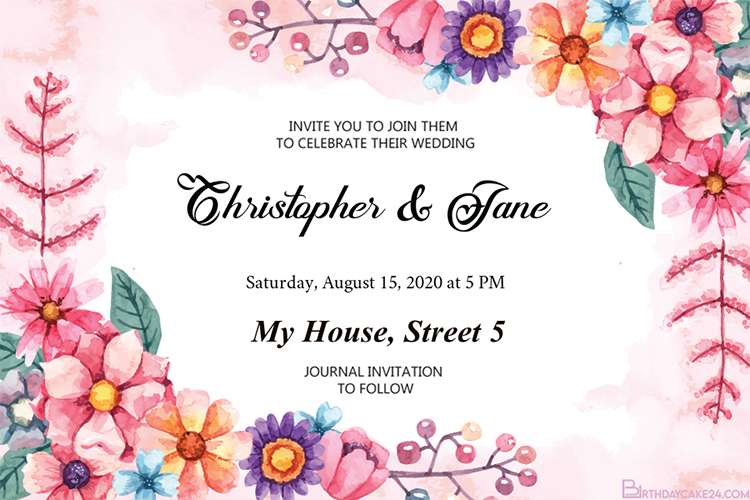 INVITE YOU TO JOIN THEM
TO CELEBRATE THEIR WEDDING
Christopher & Jane
Saturday, August 15, 2020 at 5 PM
My House, Street 5
JOURNAL INVITATION
TO FOLLOW
BIRTHDAYCAKE24.COM